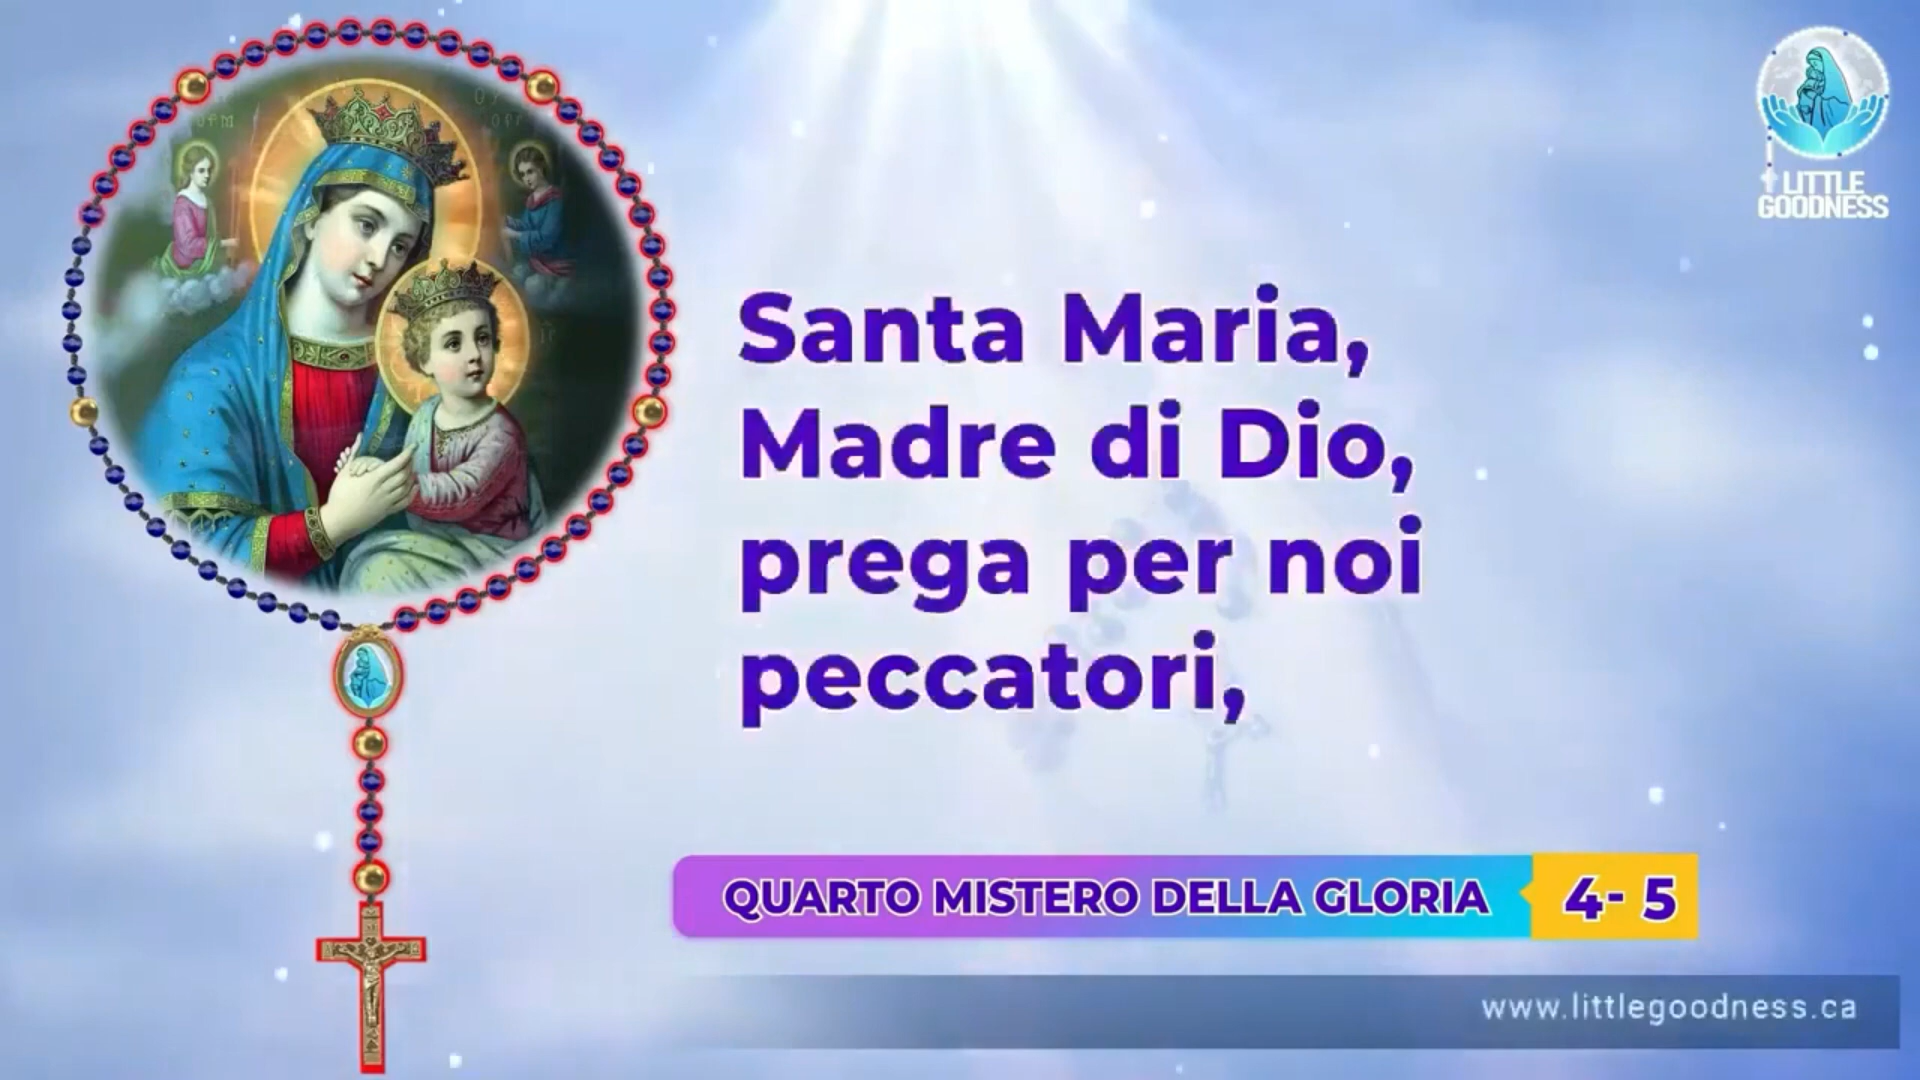 LITTLE
GOODNESS
Santa Maria,
Madre di Dio,
prega per noi
peccatori,
QUARTO MISTERO DELLA GLORIA 4- 5
www.littlegoodness.ca